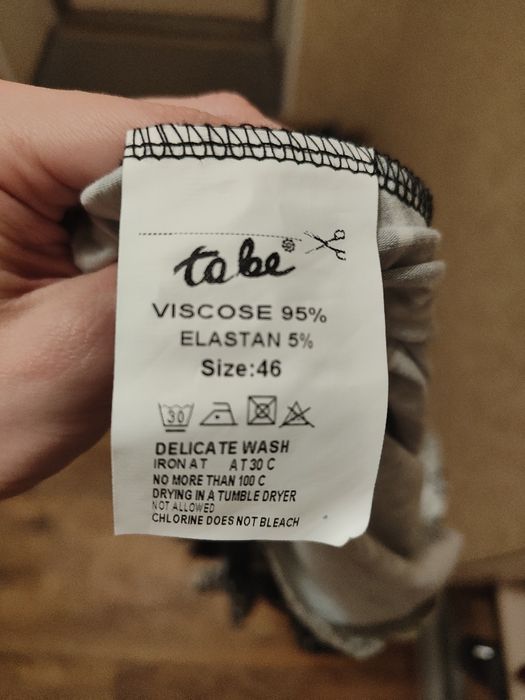 tabe
VISCOSE 95%
ELASTAN 5%
Size:46
30
DELICATE WASH
IRON AT AT 30 C
NO MORE THAN 100 C
DRYING IN A TUMBLE DRYER
NOT ALLOWED
CHLORINE DOES NOT BLEACH